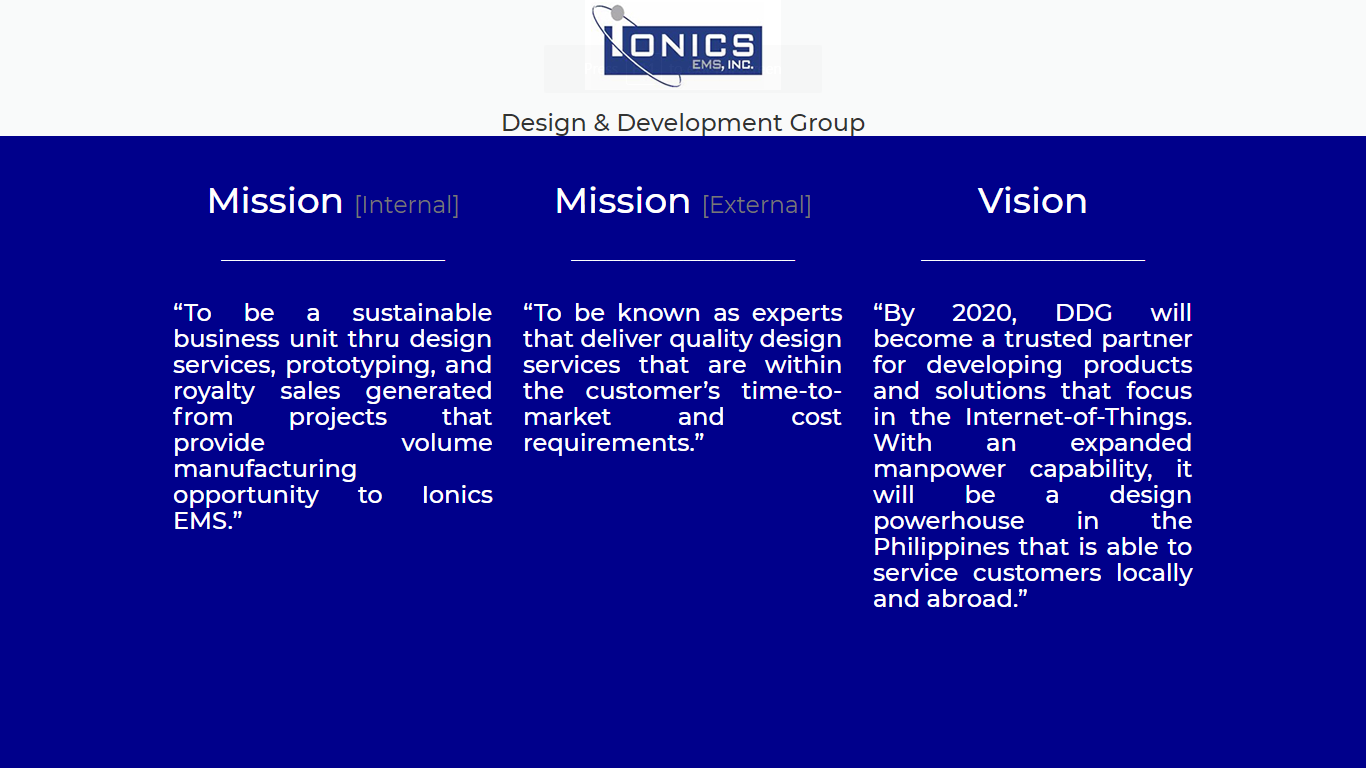 IONICS
EMS, INC.
Design & Development Group
Mission [Internal]
“To be a sustainable
business unit thru design
services, prototyping, and
royalty sales generated
from projects that
provide volume
manufacturing
opportunity to Ionics
EMS.”
Mission [External]
“To be known as experts
that deliver quality design
services that are within
the customer’s time-to-
market and cost
requirements.”
Vision
“By 2020, DDG will
become a trusted partner
for developing products
and solutions that focus
in the Internet-of-Things.
With an expanded
manpower capability, it
will be a design
powerhouse in the
Philippines that is able to
service customers locally
and abroad.”